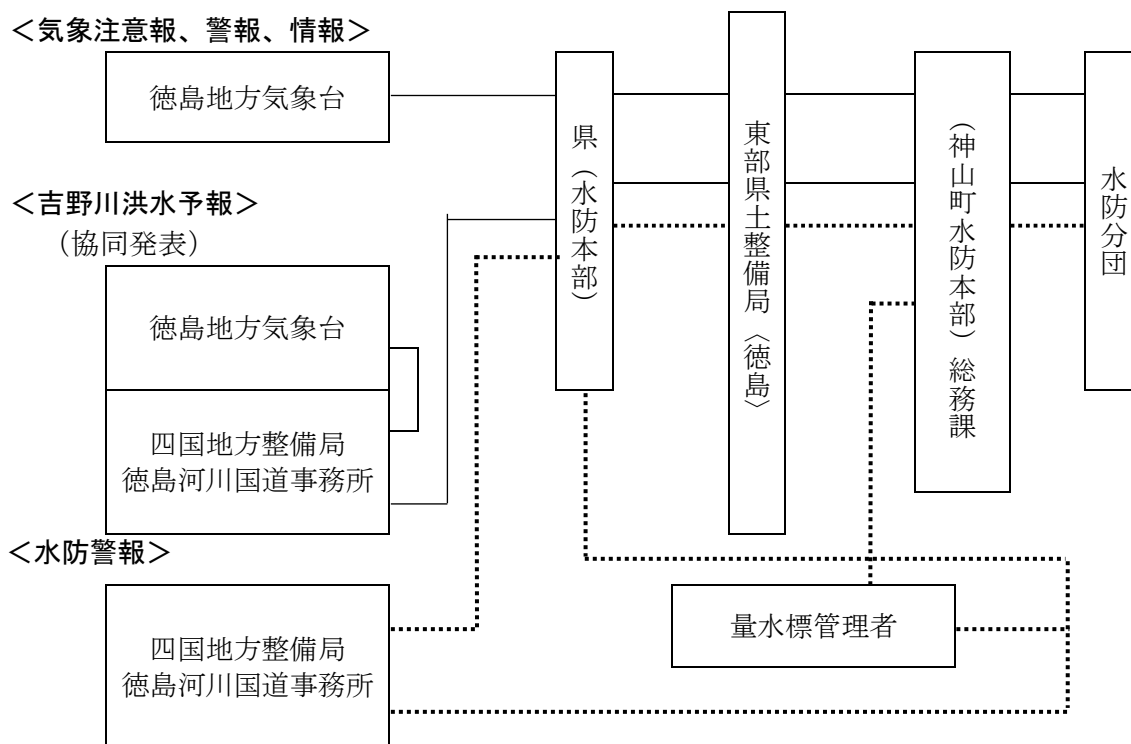 ＜気象注意報、警報、情報＞
徳島地方気象台
＜吉野川洪水予報＞
（協同発表）
徳島地方気象台
四国地方整備局
徳島河川国道事務所
＜水防警報＞
四国地方整備局
徳島河川国道事務所
県（水防本部）
東部県土整備局〈徳島〉
（神山町水防本部）総務課
水防分団
量水標管理者